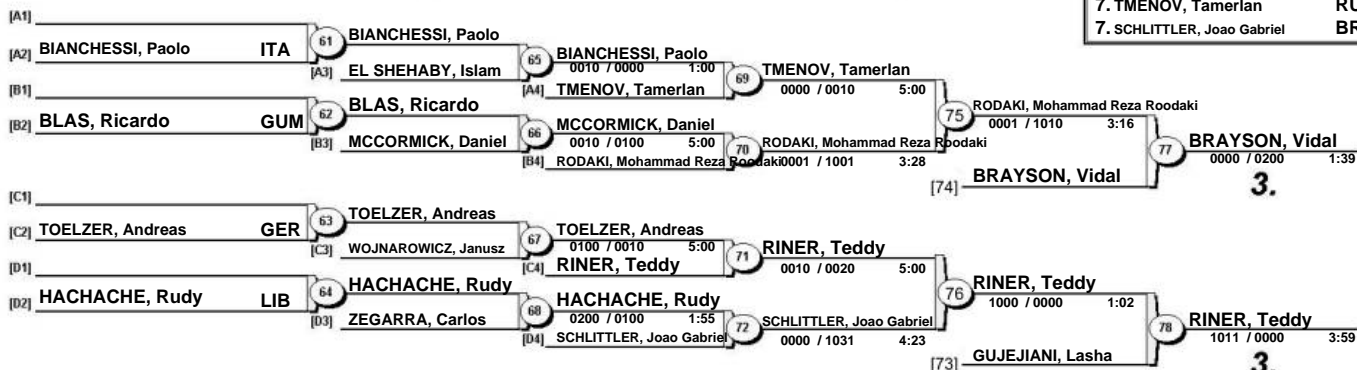 7. TMENOV, Tamerlan RU
7. SCHLITTLER, Joao Gabriel BR
[A1]
[A2] BIANCHESSI, Paolo ITA
61 BIANCHESSI, Paolo
[A3] EL SHEHABY, Islam
65 BIANCHESSI, Paolo
0010 / 0000 1:00
[A4] TMENOV, Tamerlan
69 TMENOV, Tamerlan
0000 / 0010 5:00
[B1]
[B2] BLAS, Ricardo GUM
62 BLAS, Ricardo
[B3] MCCORMICK, Daniel
66 MCCORMICK, Daniel
0010 / 0100 5:00
[B4] RODAKI, Mohammad Reza Roodaki
70 RODAKI, Mohammad Reza Roodaki
0001 / 1001 3:28
75 RODAKI, Mohammad Reza Roodaki
0001 / 1010 3:16
[74] BRAYSON, Vidal
77 BRAYSON, Vidal
0000 / 0200 1:39
3.
[C1]
[C2] TOELZER, Andreas GER
63 TOELZER, Andreas
[C3] WOJNAROWICZ, Janusz
67 TOELZER, Andreas
0100 / 0010 5:00
[C4] RINER, Teddy
71 RINER, Teddy
0010 / 0020 5:00
[D1]
[D2] HACHACHE, Rudy LIB
64 HACHACHE, Rudy
[D3] ZEGARRA, Carlos
68 HACHACHE, Rudy
0200 / 0100 1:55
[D4] SCHLITTLER, Joao Gabriel
72 SCHLITTLER, Joao Gabriel
0000 / 1031 4:23
76 RINER, Teddy
1000 / 0000 1:02
[73] GUJEJIANI, Lasha
78 RINER, Teddy
1011 / 0000 3:59
3.